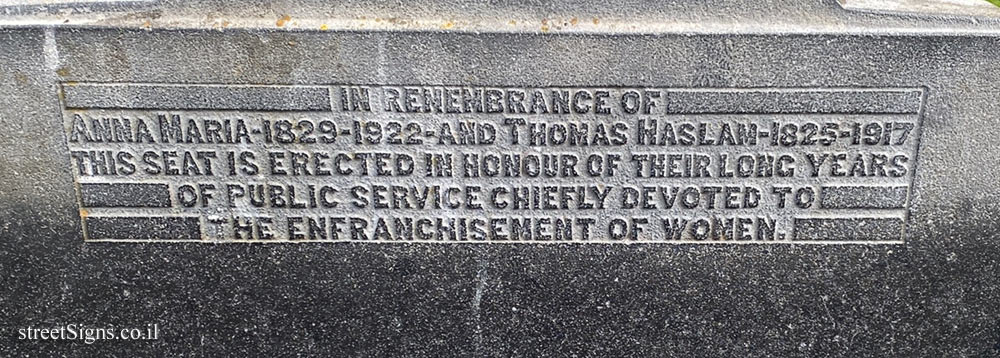 IN REMEMBRANCE OF
ANNA MARIA-1829-1922-AND THOMAS HASLAM-1825-1917
THIS SEAT IS ERECTED IN HONOUR OF THEIR LONG YEARS
OF PUBLIC SERVICE CHIEFLY DEVOTED TO
THE ENFRANCHISEMENT OF WOMEN.
streetSigns.co.il